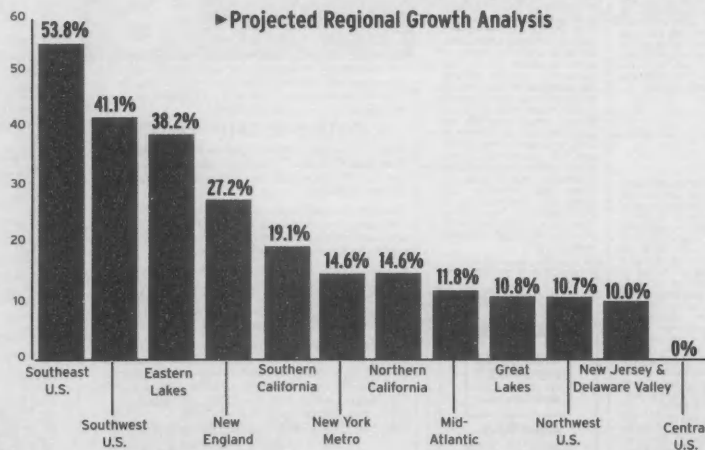 ►Projected Regional Growth Analysis
60
50
40
30
20
10
0
53.8%
41.1%
38.2%
27.2%
19.1%
14.6%
14.6%
11.8%
10.8%
10.7%
10.0%
0%
Southeast
U.S.
Southwest
U.S.
Eastern
Lakes
New
England
Southern
California
New York
Metro
Northern
California
Mid-
Atlantic
Great
Lakes
Northwest
U.S.
New Jersey &
Delaware Valley
Central
U.S.